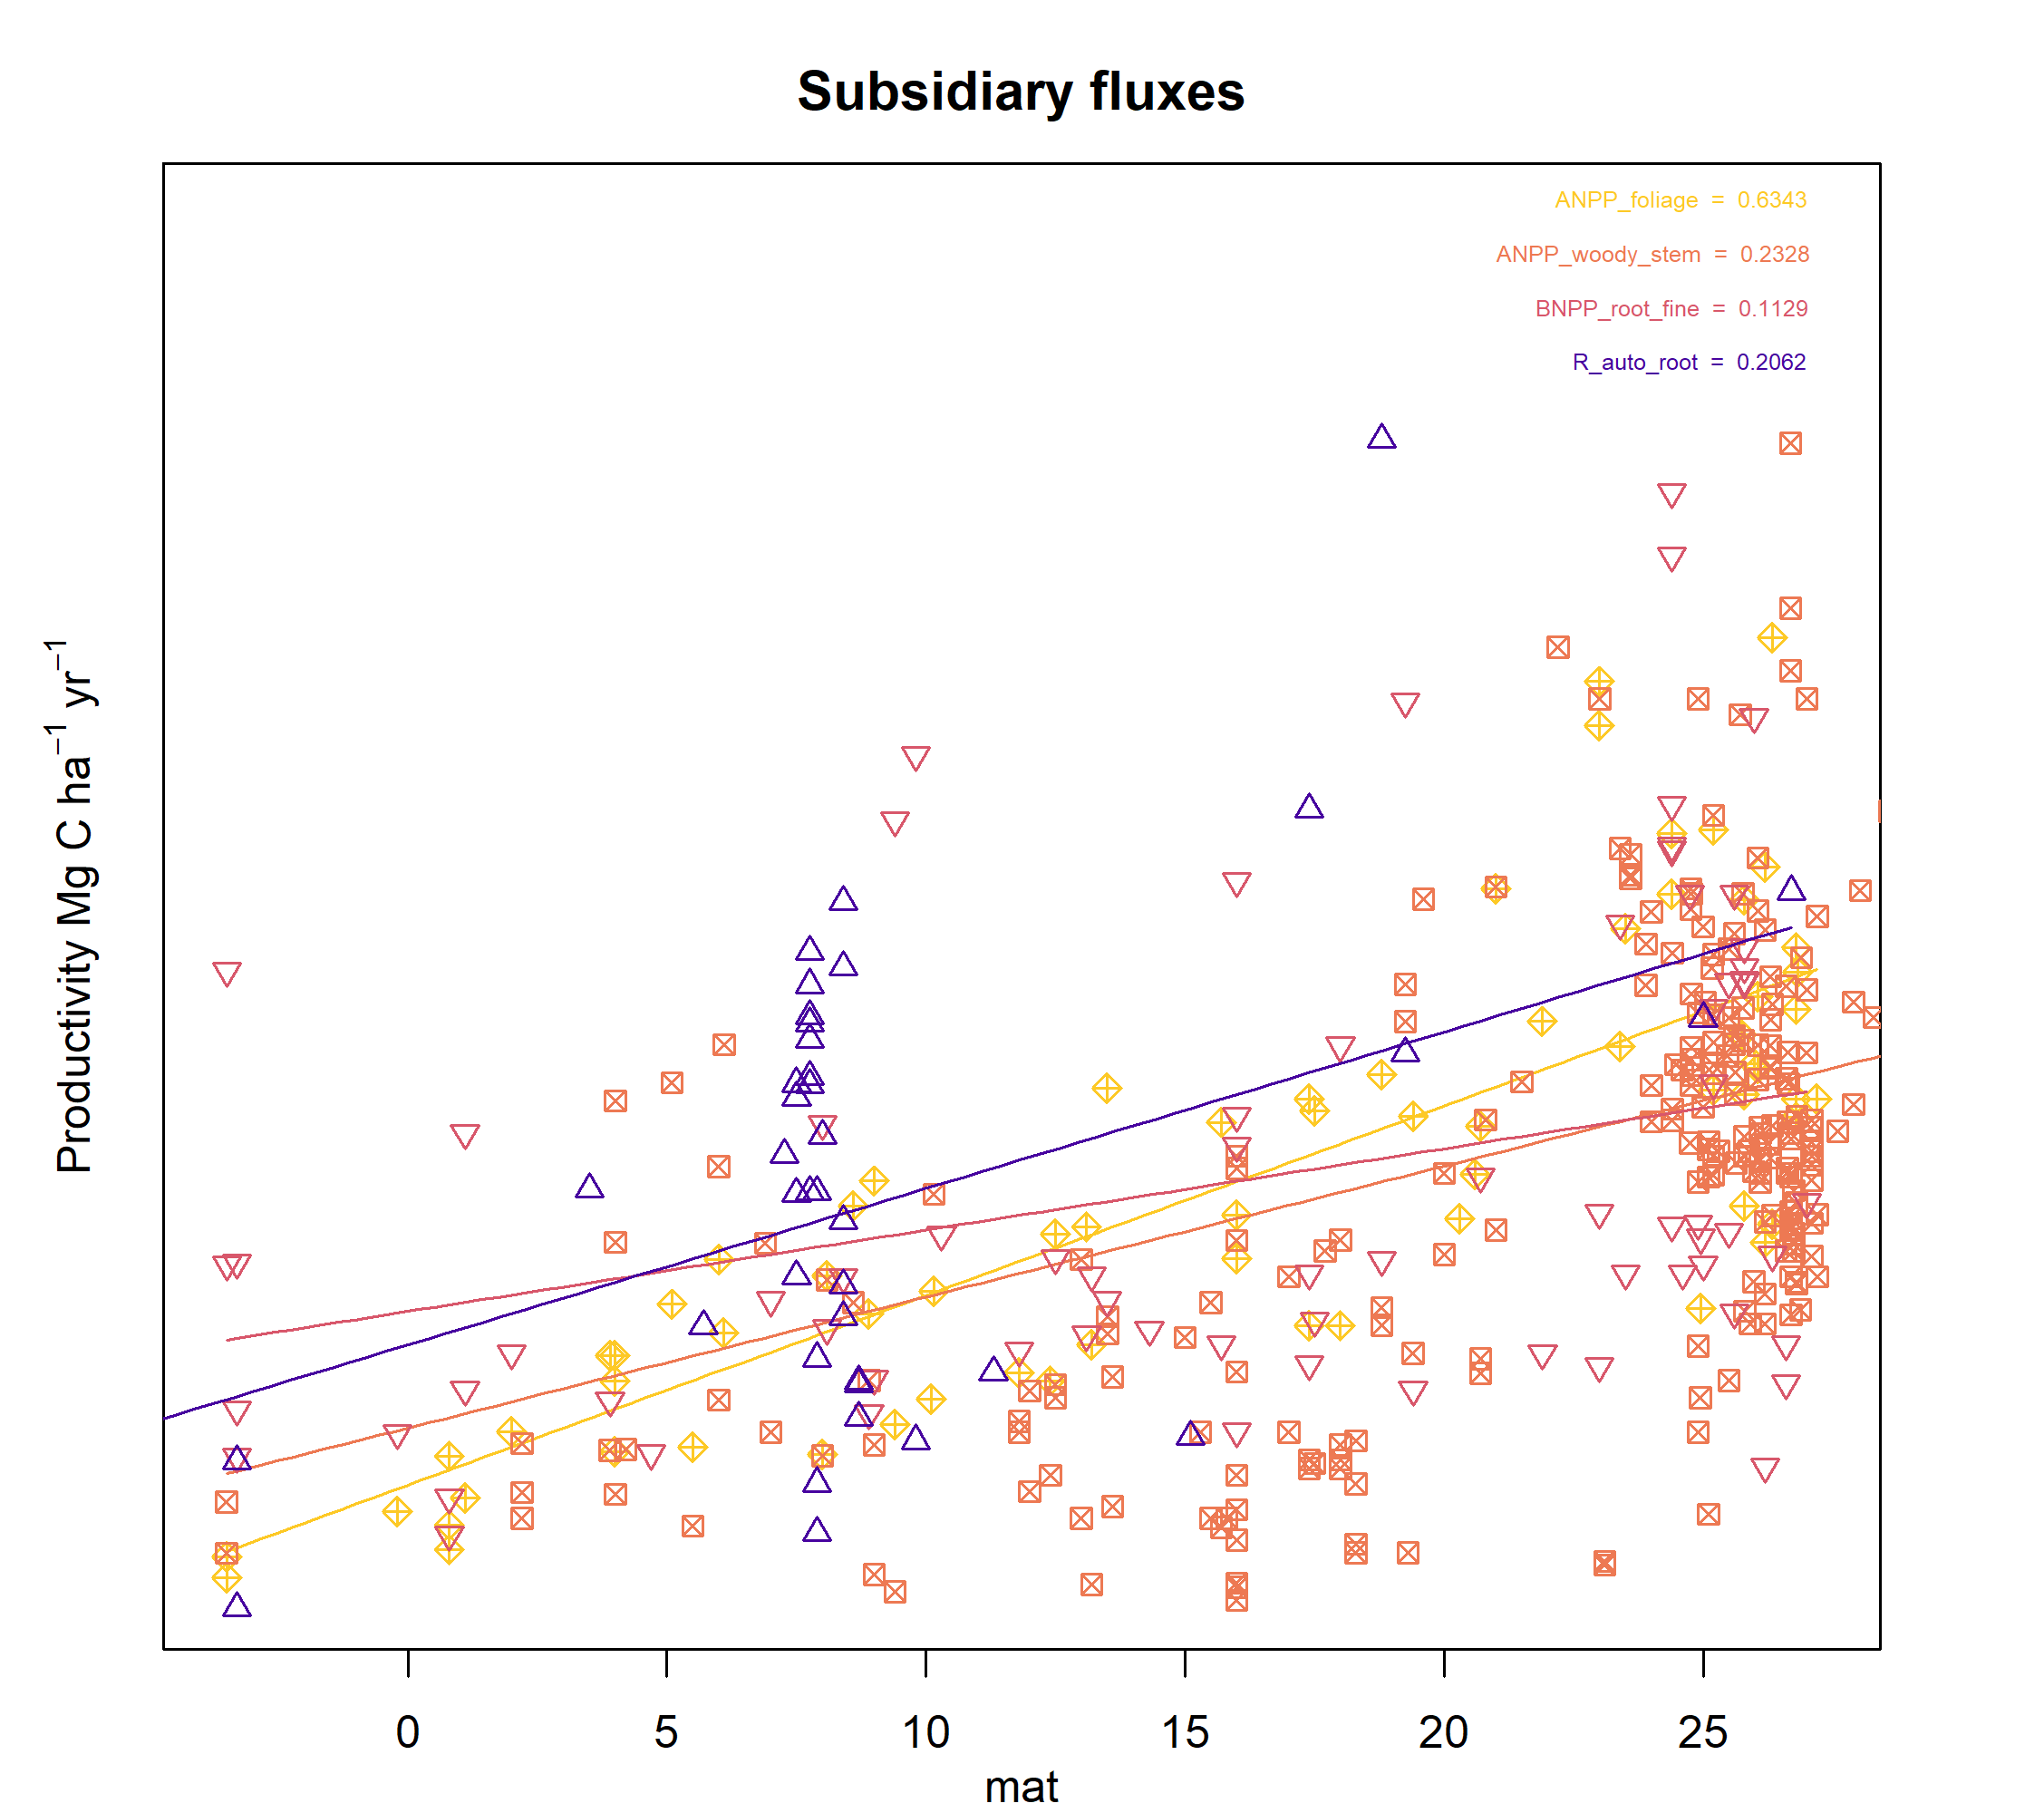 Subsidiary fluxes
ANPP_foliage = 0.6343
ANPP_woody_stem = 0.2328
BNPP_root_fine = 0.1129
R_auto_root = 0.2062
Productivity Mg C ha⁻¹ yr⁻¹
0 5 10 15 20 25
mat